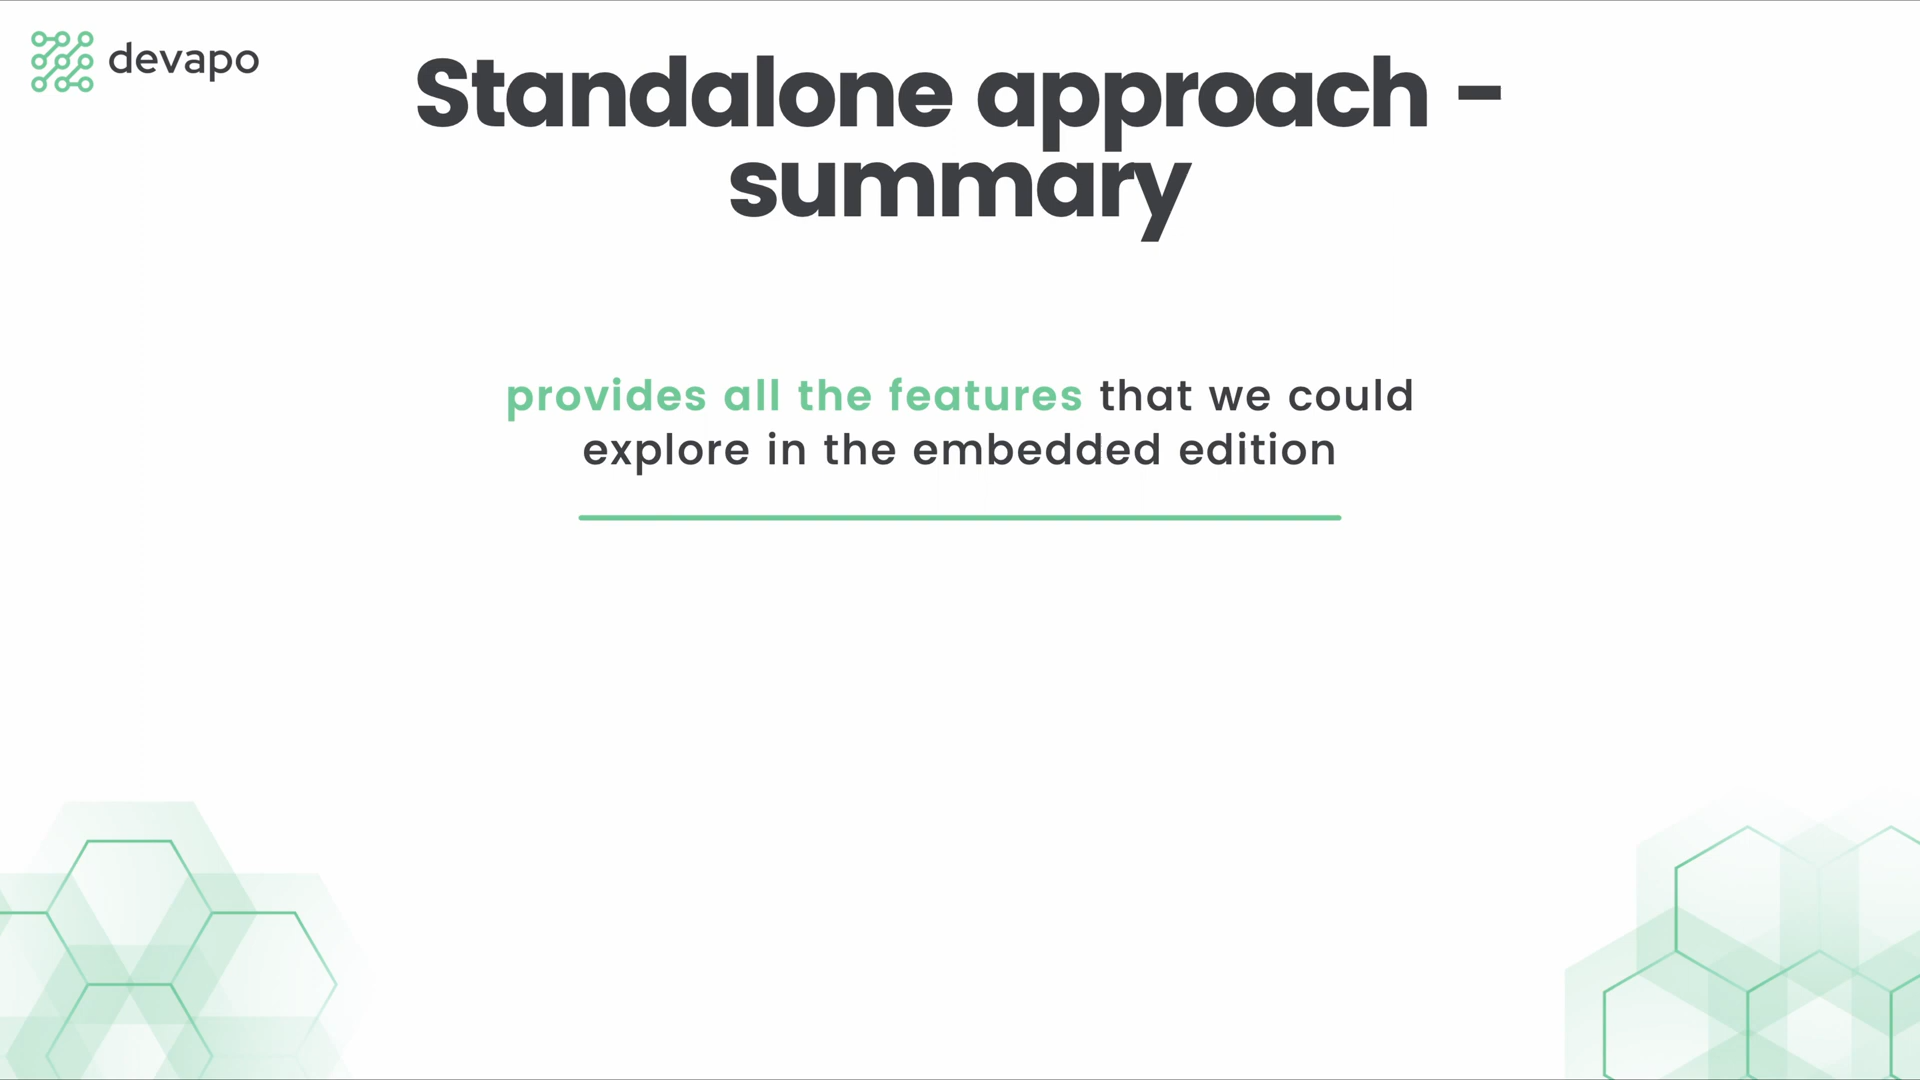 devapo
Standalone approach -
summary
provides all the features that we could
explore in the embedded edition